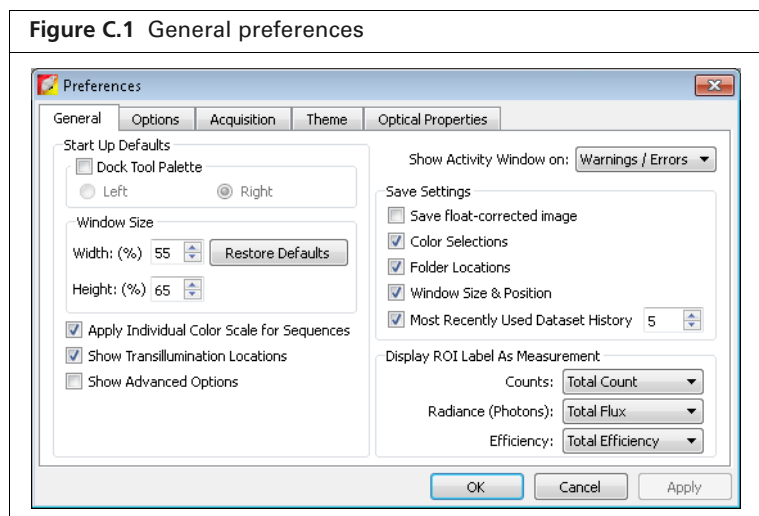 Figure C.1 General preferences
Preferences
General Options Acquisition Theme Optical Properties
Start Up Defaults
Dock Tool Palette
Left Right
Window Size
Width: (%) 55 Restore Defaults
Height: (%) 65
Apply Individual Color Scale for Sequences
Show Transillumination Locations
Show Advanced Options
Show Activity Window on: Warnings / Errors
Save Settings
Save float-corrected image
Color Selections
Folder Locations
Window Size & Position
Most Recently Used Dataset History 5
Display ROI Label As Measurement
Counts: Total Count
Radiance (Photons): Total Flux
Efficiency: Total Efficiency
OK Cancel Apply